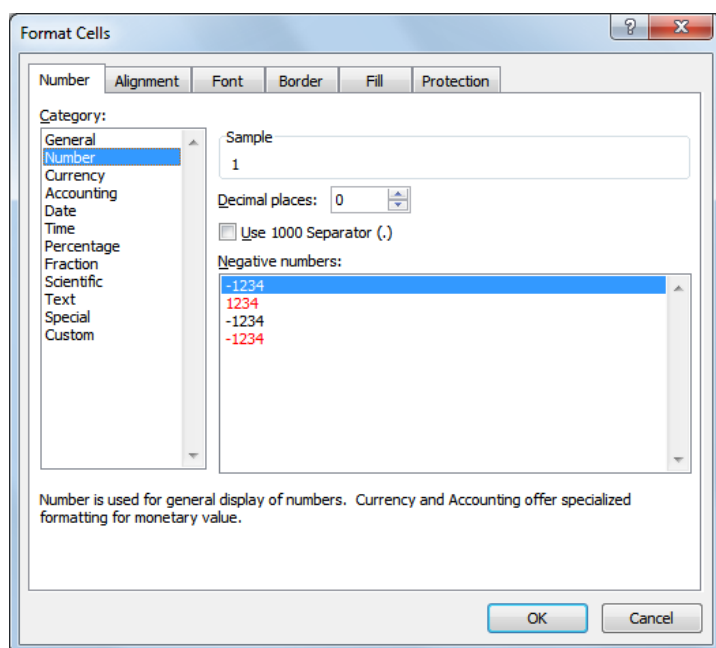 Format Cells
?
X
Number Alignment Font Border Fill Protection
Category:
General
Number
Currency
Accounting
Date
Time
Percentage
Fraction
Scientific
Text
Special
Custom
Sample
1
Decimal places: 0
Use 1000 Separator (.)
Negative numbers:
-1234
1234
-1234
-1234
Number is used for general display of numbers. Currency and Accounting offer specialized
formatting for monetary value.
OK Cancel